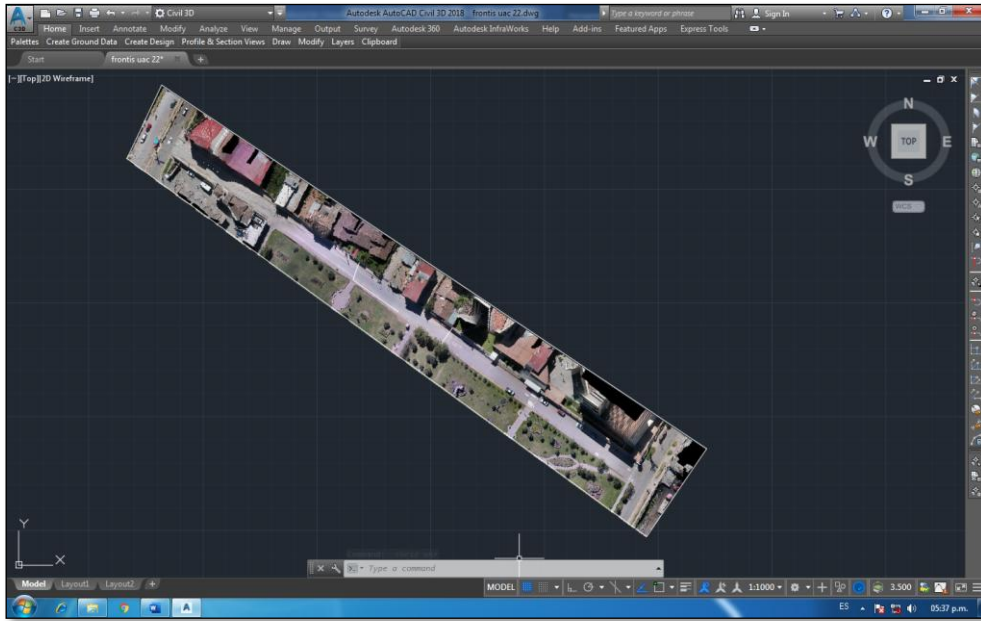 Civil 3D
Autodesk AutoCAD Civil 3D 2018 frontis uac 22.dwg
Type a keyword or phrase
Sign In
C3D
Home Insert Annotate Modify Analyze View Manage Output Survey Autodesk 360 Autodesk InfraWorks Help Add-ins Featured Apps Express Tools
Palettes Create Ground Data Create Design Profile & Section Views Draw Modify Layers Clipboard
Start
frontis uac 22*
[−][Top][2D Wireframe]
N
W
TOP
E
S
WCS
Y
X
Type a command
Model Layout1 Layout2 +
MODEL
1:1000
3.500
ES
05:37 p.m.